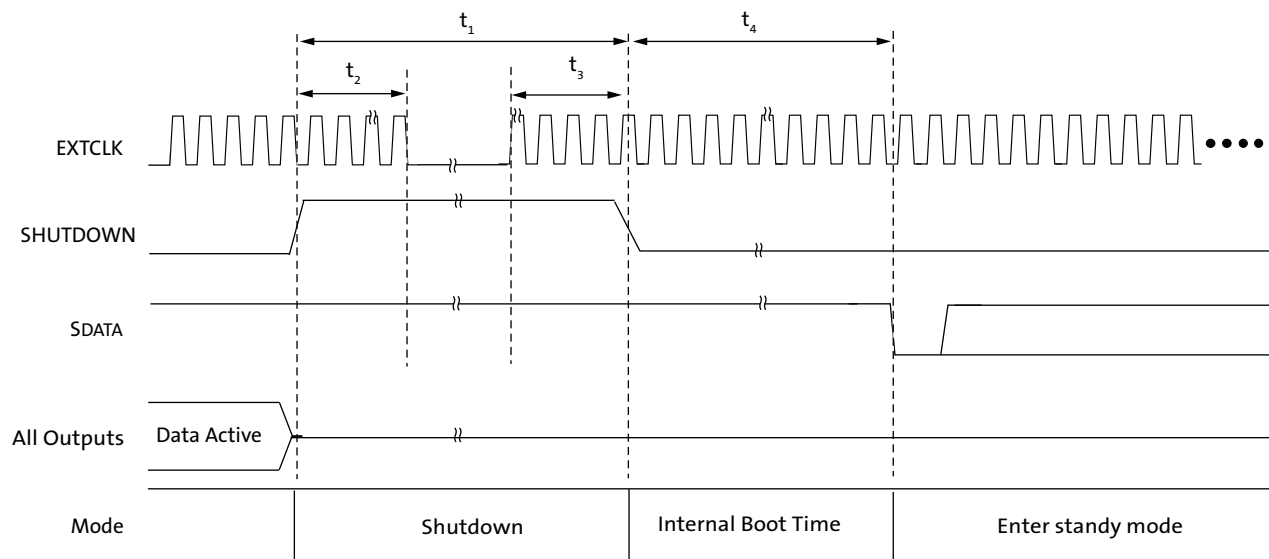 t1
t4
t2
t3
EXTCLK
SHUTDOWN
SDATA
All Outputs
Data Active
Mode
Shutdown
Internal Boot Time
Enter standy mode